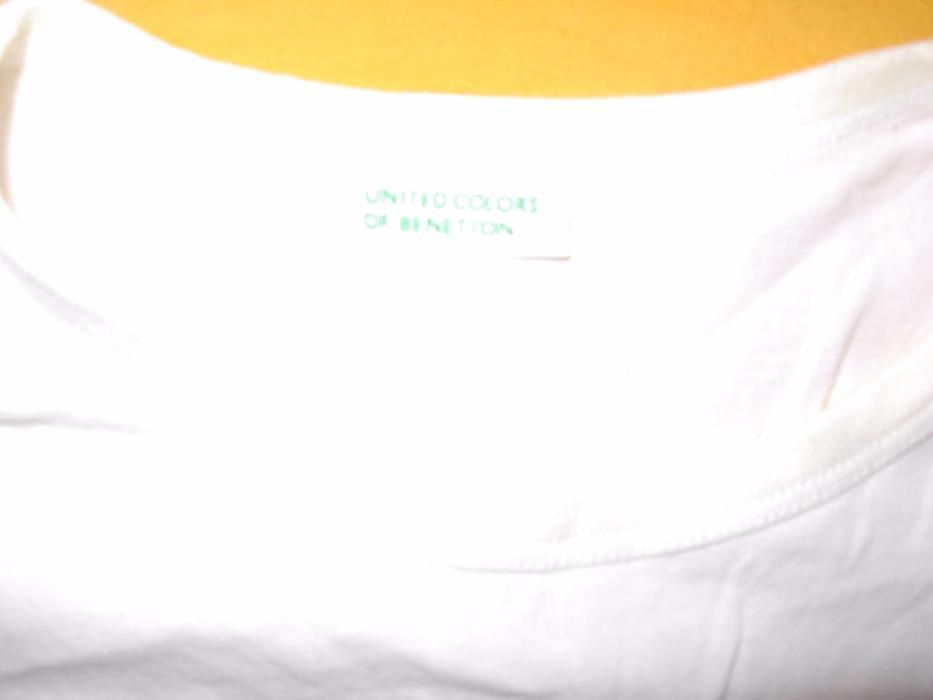 UNITED COLORS
OF BENETTON.